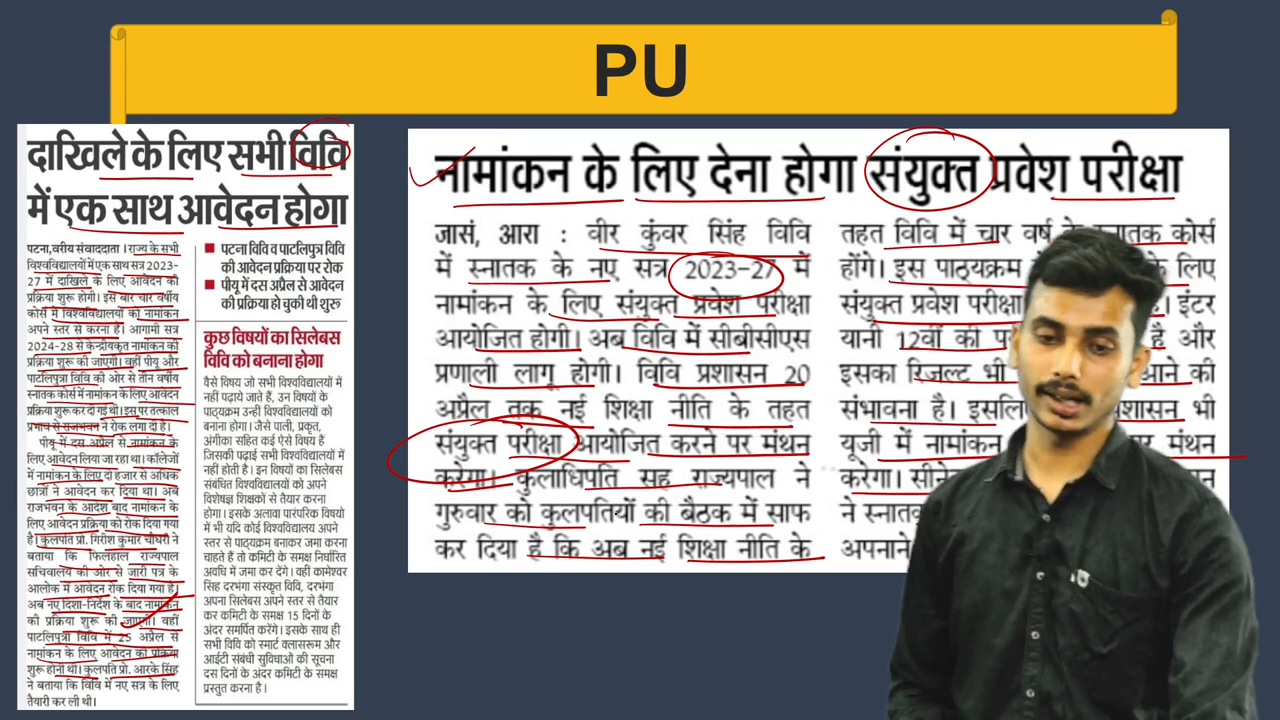 PU
दाखिले के लिए सभी विवि
में एक साथ आवेदन होगा
पटना,वरीय संवाददाता । राज्य के सभी
विश्वविद्यालयों में एक साथ सत्र 2023-
27 में दाखिले के लिए आवेदन की
प्रक्रिया शुरू होगी। इस बार चार वर्षीय
कोर्स में विश्वविद्यालयों को नामांकन
अपने स्तर से करना है। आगामी सत्र
2024-28 से केन्द्रीयकृत नामांकन की
प्रक्रिया शुरू की जाएगी। वहीं पीयू और
पाटलिपुत्रा विवि की ओर से तीन वर्षीय
स्नातक कोर्स में नामांकन के लिए आवेदन
प्रक्रिया शुरू कर दी गई थी। इस पर तत्काल
प्रभाव से राजभवन ने रोक लगा दी है।
पीयू में दस अप्रैल से नामांकन के
लिए आवेदन लिया जा रहा था। कॉलेजों
में नामांकन के लिए दो हजार से अधिक
छात्रों ने आवेदन कर दिया था। अब
राजभवन के आदेश बाद नामांकन के
लिए आवेदन प्रक्रिया को रोक दिया गया
है। कुलपति प्रो. गिरीश कुमार चौधरी ने
बताया कि फिलहाल राज्यपाल
सचिवालय की ओर से जारी पत्र के
आलोक में आवेदन रोक दिया गया है।
अब नए दिशा-निर्देश के बाद नामांकन
की प्रक्रिया शुरू की जाएगी। वहीं
पाटलिपुत्रा विवि में 25 अप्रैल से
नामांकन के लिए आवेदन की प्रक्रिया
शुरू होनी थी। कुलपति प्रो. आरके सिंह
ने बताया कि विवि में नए सत्र के लिए
तैयारी कर ली थी।
■ पटना विवि व पाटलिपुत्र विवि
की आवेदन प्रक्रिया पर रोक
■ पीयू में दस अप्रैल से आवेदन
की प्रक्रिया हो चुकी थी शुरू
कुछ विषयों का सिलेबस
विवि को बनाना होगा
वैसे विषय जो सभी विश्वविद्यालयों में
नहीं पढ़ाये जाते हैं, उन विषयों के
पाठ्यक्रम उन्हीं विश्वविद्यालयों को
बनाना होगा। जैसे पाली, प्रकृत,
अंगीका सहित कई ऐसे विषय हैं
जिसकी पढ़ाई सभी विश्वविद्यालयों में
नहीं होती है। इन विषयों का सिलेबस
संबंधित विश्वविद्यालयों को अपने
विशेषज्ञ शिक्षकों से तैयार करना
होगा। इसके अलावा पारंपरिक विषयों
में भी यदि कोई विश्वविद्यालय अपने
स्तर से पाठ्यक्रम बनाकर जमा करना
चाहते हैं तो कमिटी के समक्ष निर्धारित
अवधि में जमा कर देंगे। वहीं कामेश्वर
सिंह दरभंगा संस्कृत विवि, दरभंगा
अपना सिलेबस अपने स्तर से तैयार
कर कमिटी के समक्ष 15 दिनों के
अंदर समर्पित करेंगे। इसके साथ ही
सभी विवि को स्मार्ट क्लासरूम और
आईटी संबंधी सुविधाओं की सूचना
दस दिनों के अंदर कमिटी के समक्ष
प्रस्तुत करना है।
नामांकन के लिए देना होगा संयुक्त प्रवेश परीक्षा
जासं, आरा : वीर कुंवर सिंह विवि
में स्नातक के नए सत्र 2023-27 में
नामांकन के लिए संयुक्त प्रवेश परीक्षा
आयोजित होगी। अब विवि में सीबीसीएस
प्रणाली लागू होगी। विवि प्रशासन 20
अप्रैल तक नई शिक्षा नीति के तहत
संयुक्त परीक्षा आयोजित करने पर मंथन
करेगा। कुलाधिपति सह राज्यपाल ने
गुरुवार को कुलपतियों की बैठक में साफ
कर दिया है कि अब नई शिक्षा नीति के
तहत विवि में चार वर्ष के स्नातक कोर्स
होंगे। इस पाठ्यक्रम के लिए
संयुक्त प्रवेश परीक्षा है। इंटर
यानी 12वीं की है और
इसका रिजल्ट भी आने की
संभावना है। इसलि शासन भी
यूजी में नामांकन पर मंथन
करेगा। सीने न
ने स्नात
अपनाने